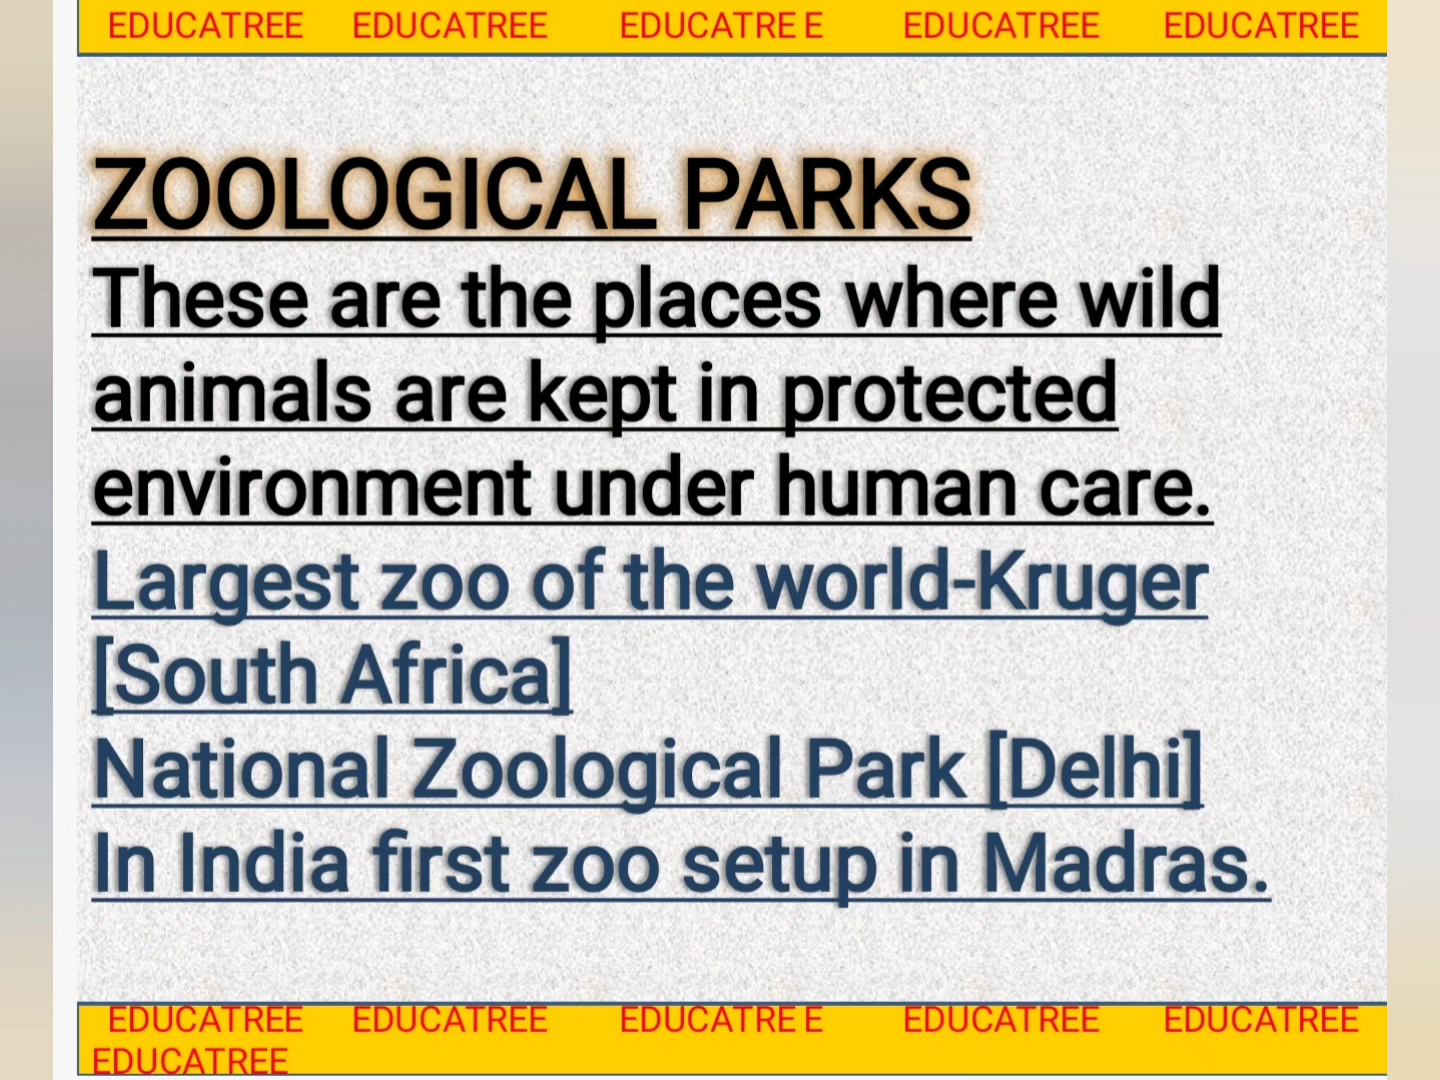 EDUCATREE EDUCATREE EDUCATRE E EDUCATREE EDUCATREE
ZOOLOGICAL PARKS
These are the places where wild
animals are kept in protected
environment under human care.
Largest zoo of the world-Kruger
[South Africa]
National Zoological Park [Delhi]
In India first zoo setup in Madras.
EDUCATREE EDUCATREE EDUCATRE E EDUCATREE EDUCATREE
EDUCATREE